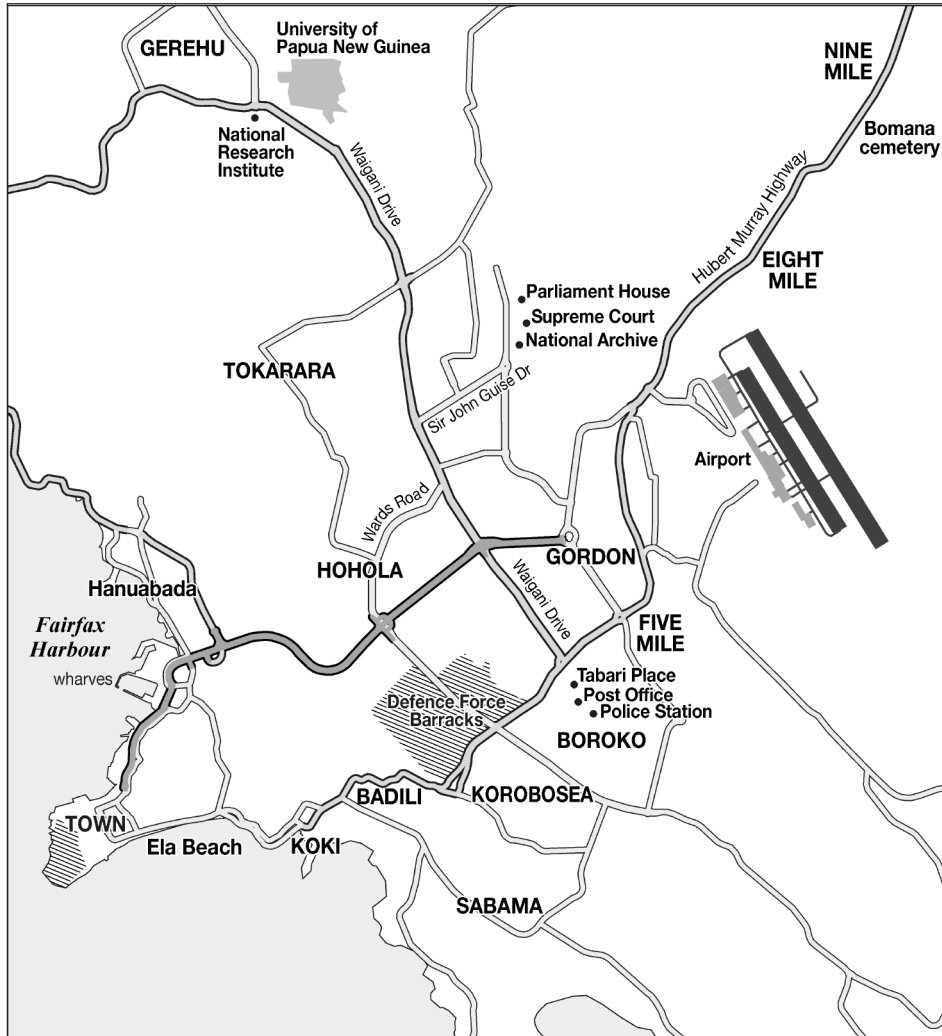 GEREHU
University of
Papua New Guinea
NINE
MILE
National
Research
Institute
Waigani Drive
Bomana
cemetery
Hubert Murray Highway
EIGHT
MILE
Parliament House
Supreme Court
National Archive
TOKARARA
Sir John Guise Dr
Airport
Wards Road
HOHOLA
GORDON
Waigani Drive
Hanuabada
Fairfax
Harbour
wharves
FIVE
MILE
Tabari Place
Post Office
Police Station
Defence Force
Barracks
BOROKO
BADILI
KOROBOSEA
TOWN
Ela Beach
KOKI
SABAMA